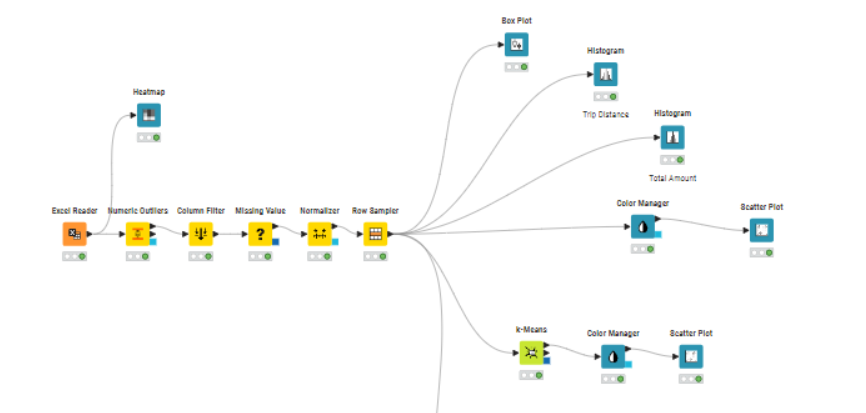 Box Plot
Histogram
Trip Distance
Heatmap
Histogram
Total Amount
Excel Reader
Numeric Outliers
Column Filter
Missing Value
Normalizer
Row Sampler
Color Manager
Scatter Plot
k-Means
Color Manager
Scatter Plot